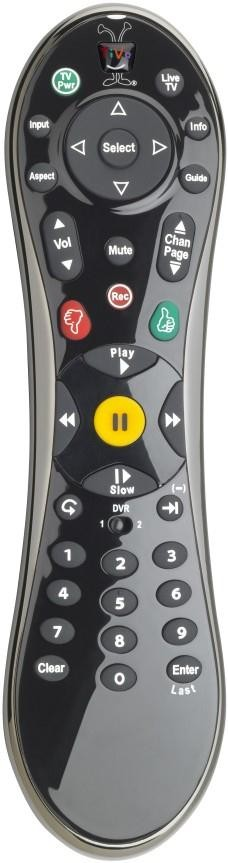 TiVo
®
TV
Pwr
Live
TV
Input
Select
Info
Aspect
Guide
Vol
Mute
Chan
Page
Rec
Play
Slow
(–)
DVR
1 2
1 2 3
4 5 6
7 8 9
Clear 0 Enter
Last